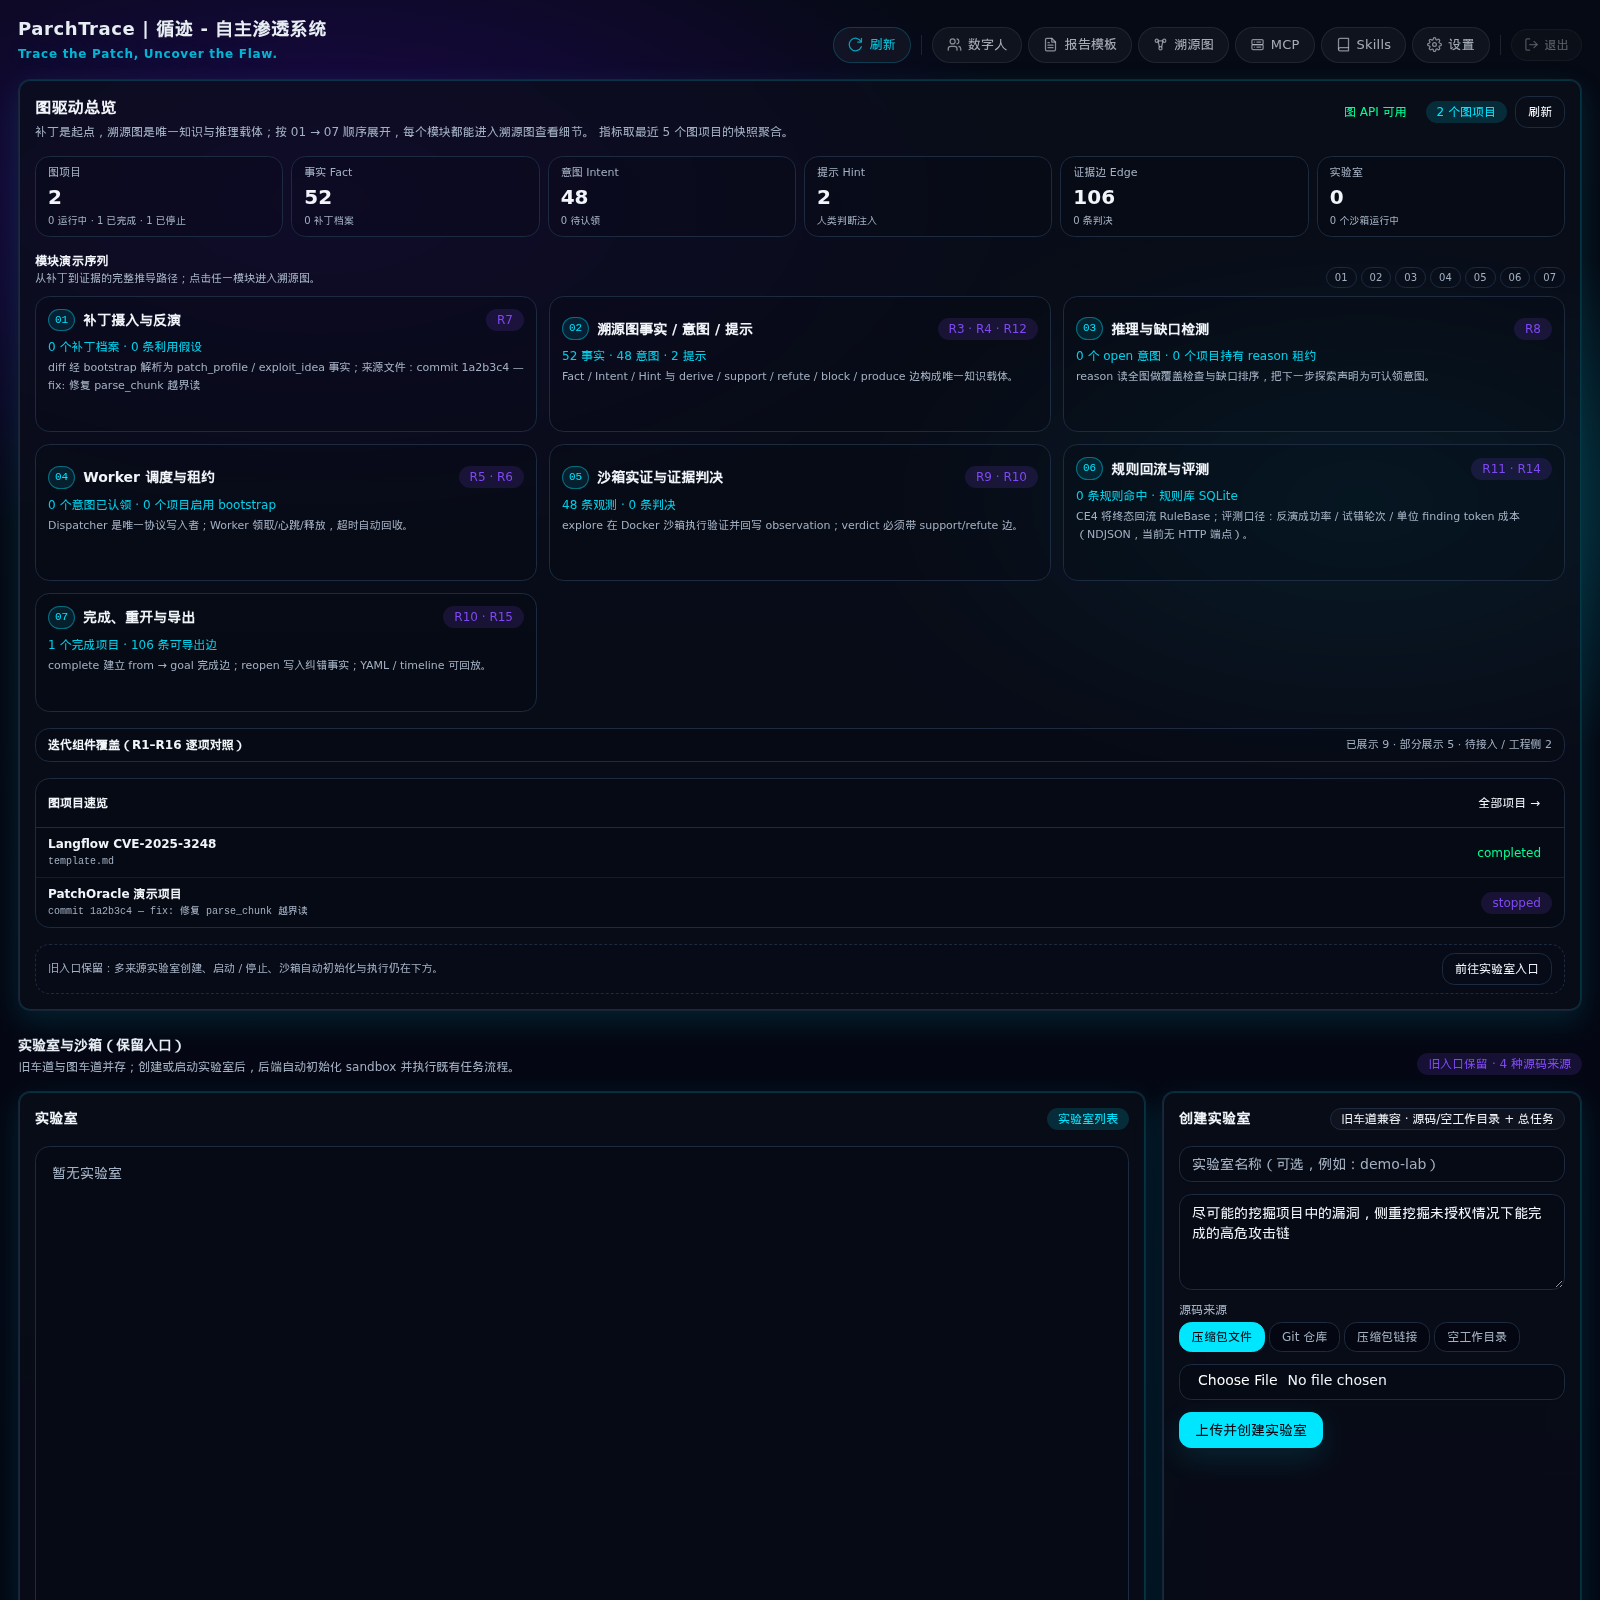 ParchTrace | 循迹 - 自主渗透系统
Trace the Patch, Uncover the Flaw.
刷新
数字人
报告模板
溯源图
MCP
Skills
设置
退出
图驱动总览
补丁是起点，溯源图是唯一知识与推理载体；按 01 → 07 顺序展开，每个模块都能进入溯源图查看细节。 指标取最近 5 个图项目的快照聚合。
图 API 可用
2 个图项目
刷新
图项目
2
0 运行中 · 1 已完成 · 1 已停止
事实 Fact
52
0 补丁档案
意图 Intent
48
0 待认领
提示 Hint
2
人类判断注入
证据边 Edge
106
0 条判决
实验室
0
0 个沙箱运行中
模块演示序列
从补丁到证据的完整推导路径；点击任一模块进入溯源图。
01 02 03 04 05 06 07
01 补丁摄入与反演 R7
0 个补丁档案 · 0 条利用假设
diff 经 bootstrap 解析为 patch_profile / exploit_idea 事实；来源文件：commit 1a2b3c4 —
fix: 修复 parse_chunk 越界读
02 溯源图事实 / 意图 / 提示 R3 · R4 · R12
52 事实 · 48 意图 · 2 提示
Fact / Intent / Hint 与 derive / support / refute / block / produce 边构成唯一知识载体。
03 推理与缺口检测 R8
0 个 open 意图 · 0 个项目持有 reason 租约
reason 读全图做覆盖检查与缺口排序，把下一步探索声明为可认领意图。
04 Worker 调度与租约 R5 · R6
0 个意图已认领 · 0 个项目启用 bootstrap
Dispatcher 是唯一协议写入者；Worker 领取/心跳/释放，超时自动回收。
05 沙箱实证与证据判决 R9 · R10
48 条观测 · 0 条判决
explore 在 Docker 沙箱执行验证并回写 observation；verdict 必须带 support/refute 边。
06 规则回流与评测 R11 · R14
0 条规则命中 · 规则库 SQLite
CE4 将终态回流 RuleBase；评测口径：反演成功率 / 试错轮次 / 单位 finding token 成本
（NDJSON，当前无 HTTP 端点）。
07 完成、重开与导出 R10 · R15
1 个完成项目 · 106 条可导出边
complete 建立 from → goal 完成边；reopen 写入纠错事实；YAML / timeline 可回放。
迭代组件覆盖（R1–R16 逐项对照）
已展示 9 · 部分展示 5 · 待接入 / 工程侧 2
图项目速览
全部项目 →
Langflow CVE-2025-3248
template.md
completed
PatchOracle 演示项目
commit 1a2b3c4 — fix: 修复 parse_chunk 越界读
stopped
旧入口保留：多来源实验室创建、启动 / 停止、沙箱自动初始化与执行仍在下方。
前往实验室入口
实验室与沙箱（保留入口）
旧车道与图车道并存；创建或启动实验室后，后端自动初始化 sandbox 并执行既有任务流程。
旧入口保留 · 4 种源码来源
实验室
实验室列表
暂无实验室
创建实验室
旧车道兼容 · 源码/空工作目录 + 总任务
实验室名称（可选，例如：demo-lab）
尽可能的挖掘项目中的漏洞，侧重挖掘未授权情况下能完
成的高危攻击链
源码来源
压缩包文件
Git 仓库
压缩包链接
空工作目录
Choose File No file chosen
上传并创建实验室